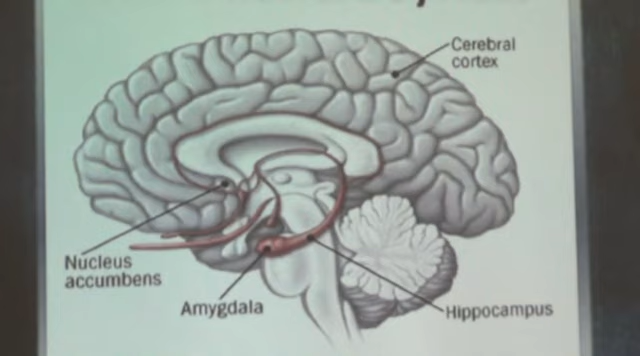 Cerebral
cortex
Nucleus
accumbens
Amygdala
Hippocampus